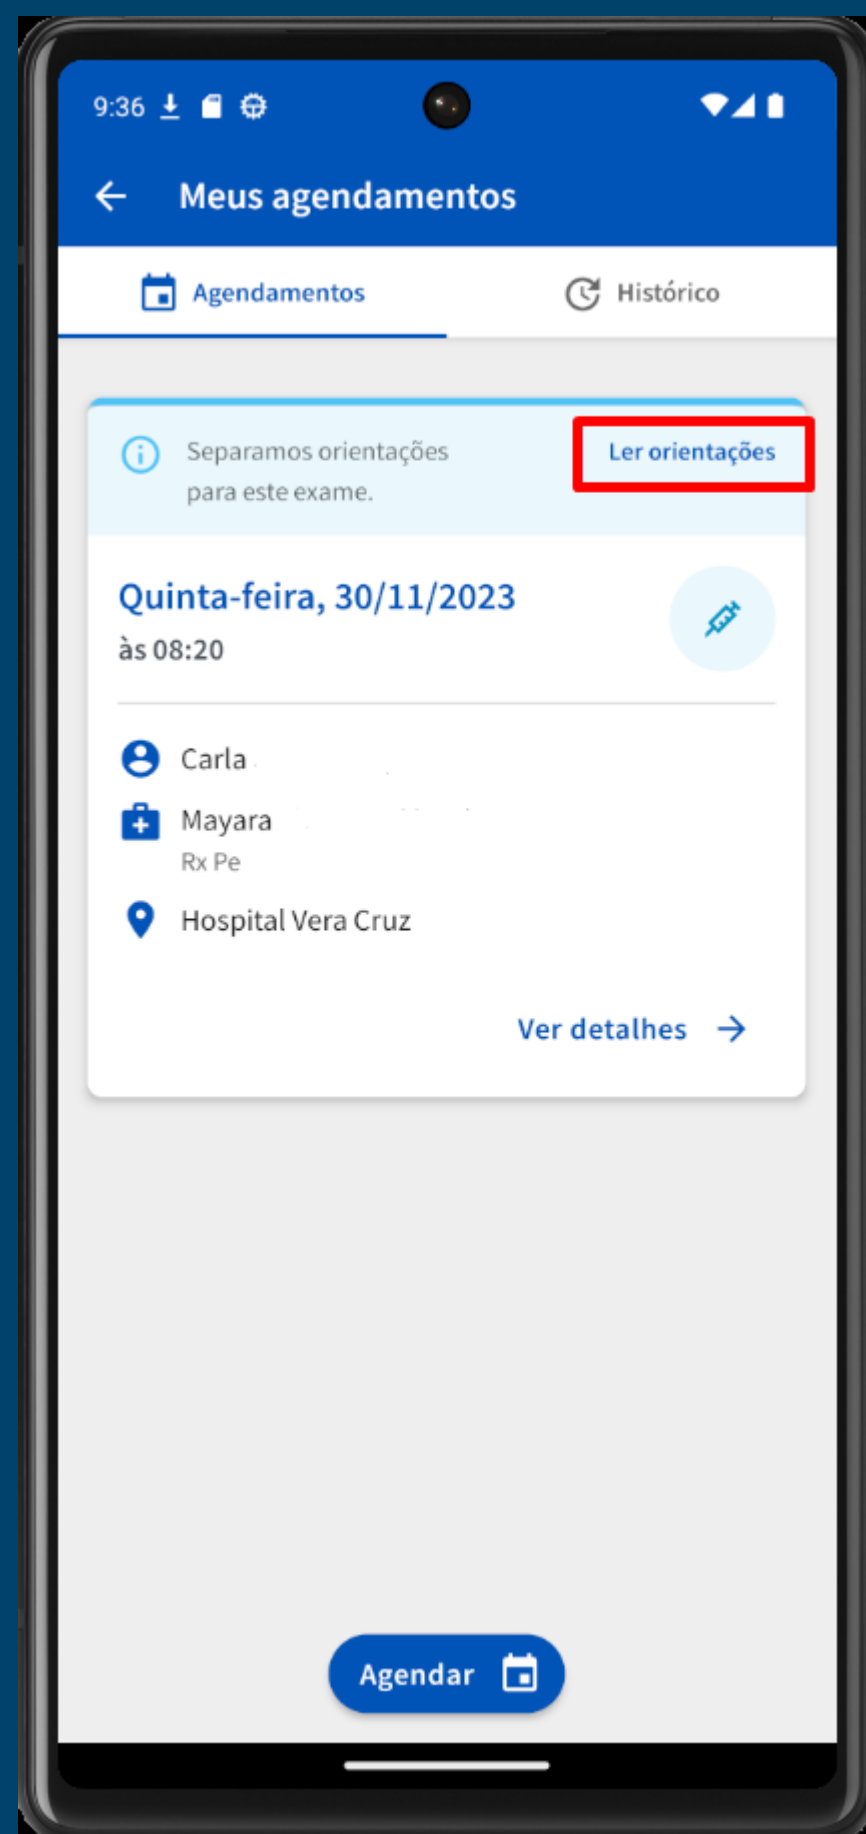 9:36
Meus agendamentos
Agendamentos
Histórico
Separamos orientações
para este exame.
Ler orientações
Quinta-feira, 30/11/2023
às 08:20
Carla
Mayara
Rx Pe
Hospital Vera Cruz
Ver detalhes
Agendar